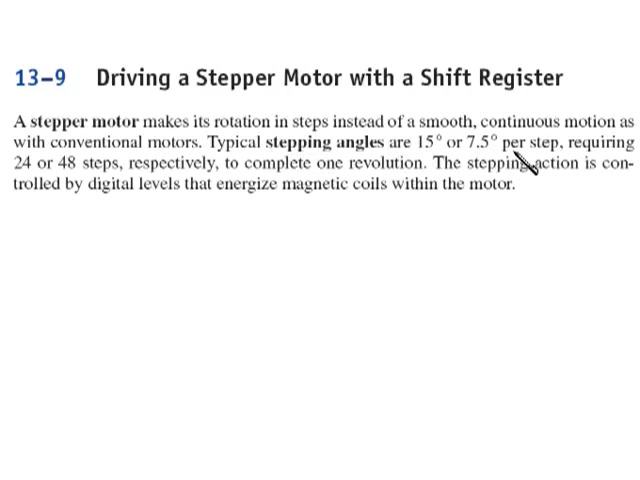 13–9 Driving a Stepper Motor with a Shift Register
A stepper motor makes its rotation in steps instead of a smooth, continuous motion as
with conventional motors. Typical stepping angles are 15° or 7.5° per step, requiring
24 or 48 steps, respectively, to complete one revolution. The stepping action is con-
trolled by digital levels that energize magnetic coils within the motor.